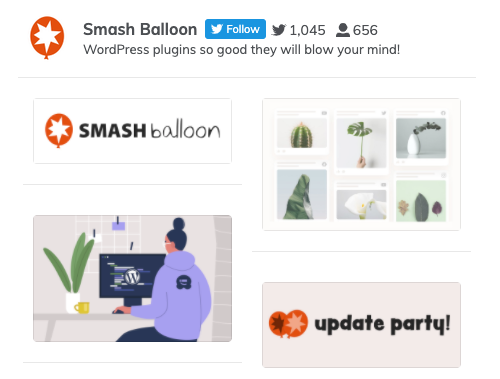 Smash Balloon Follow 1,045 656
WordPress plugins so good they will blow your mind!
SMASH balloon
update party!